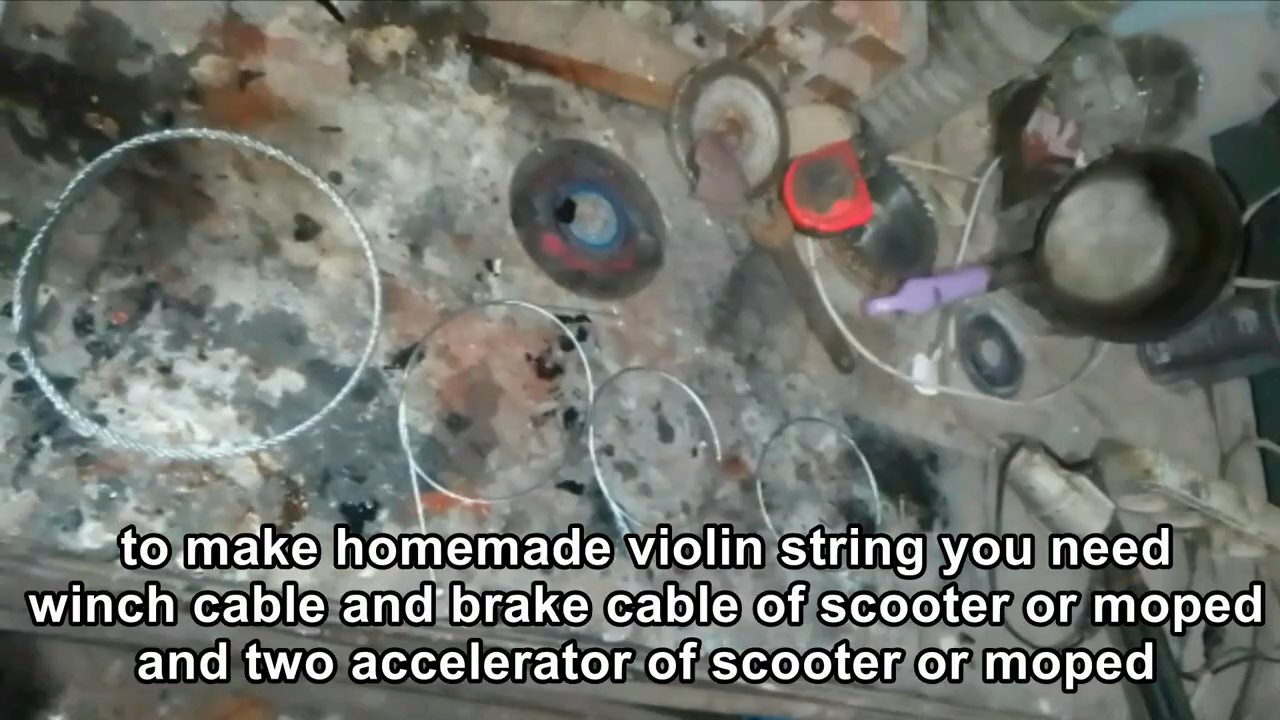 to make homemade violin string you need
winch cable and brake cable of scooter or moped
and two accelerator of scooter or moped